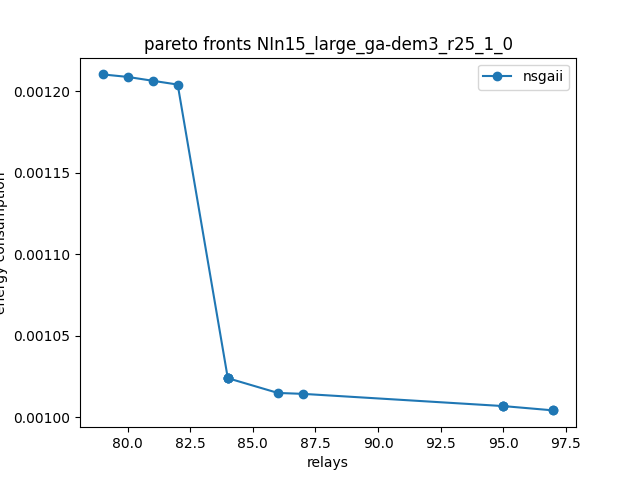 pareto fronts NIn15_large_ga-dem3_r25_1_0
nsgaii
0.00120
0.00115
0.00110
0.00105
0.00100
energy consumption
80.0 82.5 85.0 87.5 90.0 92.5 95.0 97.5
relays